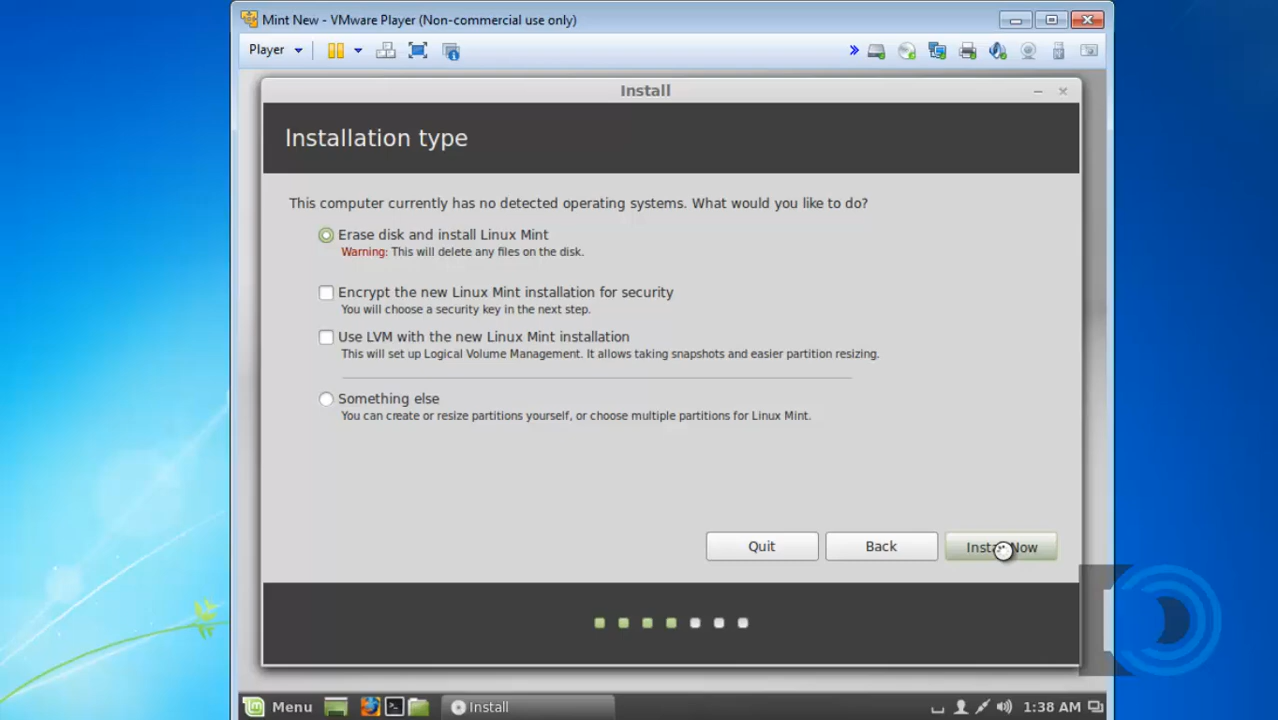 Mint New - VMware Player (Non-commercial use only)
Player
Install
Installation type
This computer currently has no detected operating systems. What would you like to do?
Erase disk and install Linux Mint
Warning: This will delete any files on the disk.
Encrypt the new Linux Mint installation for security
You will choose a security key in the next step.
Use LVM with the new Linux Mint installation
This will set up Logical Volume Management. It allows taking snapshots and easier partition resizing.
Something else
You can create or resize partitions yourself, or choose multiple partitions for Linux Mint.
Quit
Back
Install Now
Menu
Install
1:38 AM